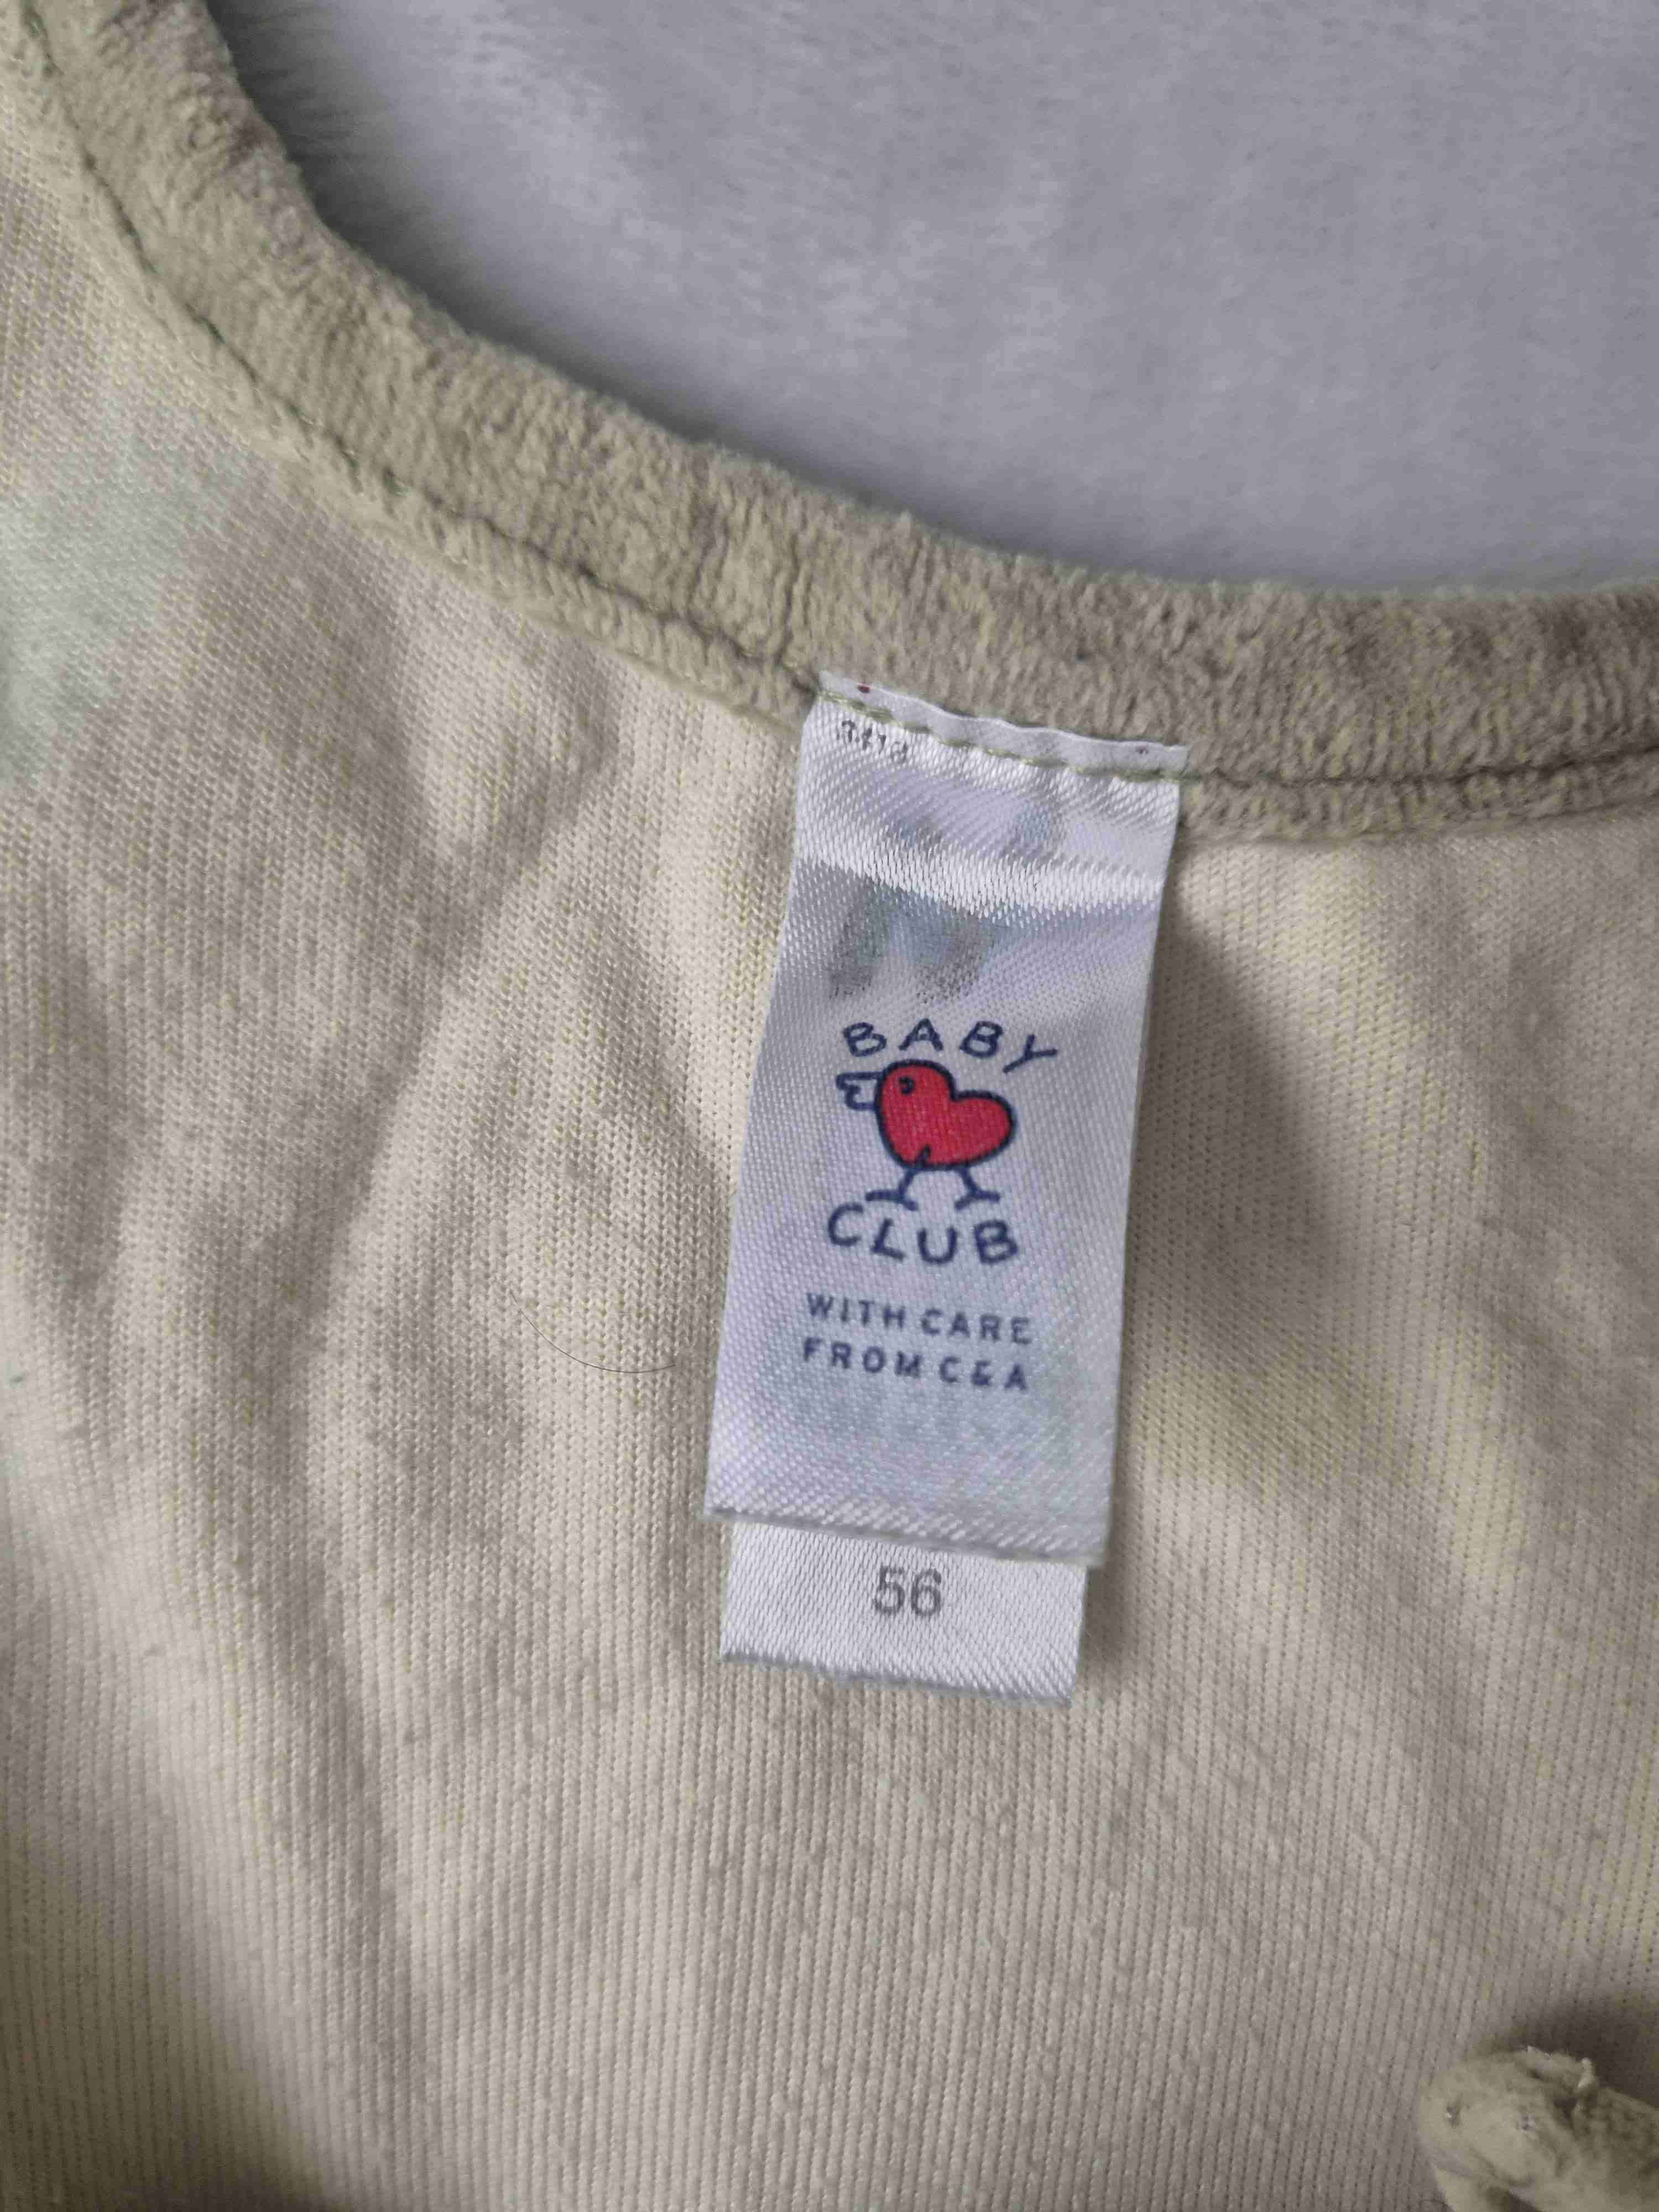 BABY
CLUB
WITH CARE
FROM C&A
56